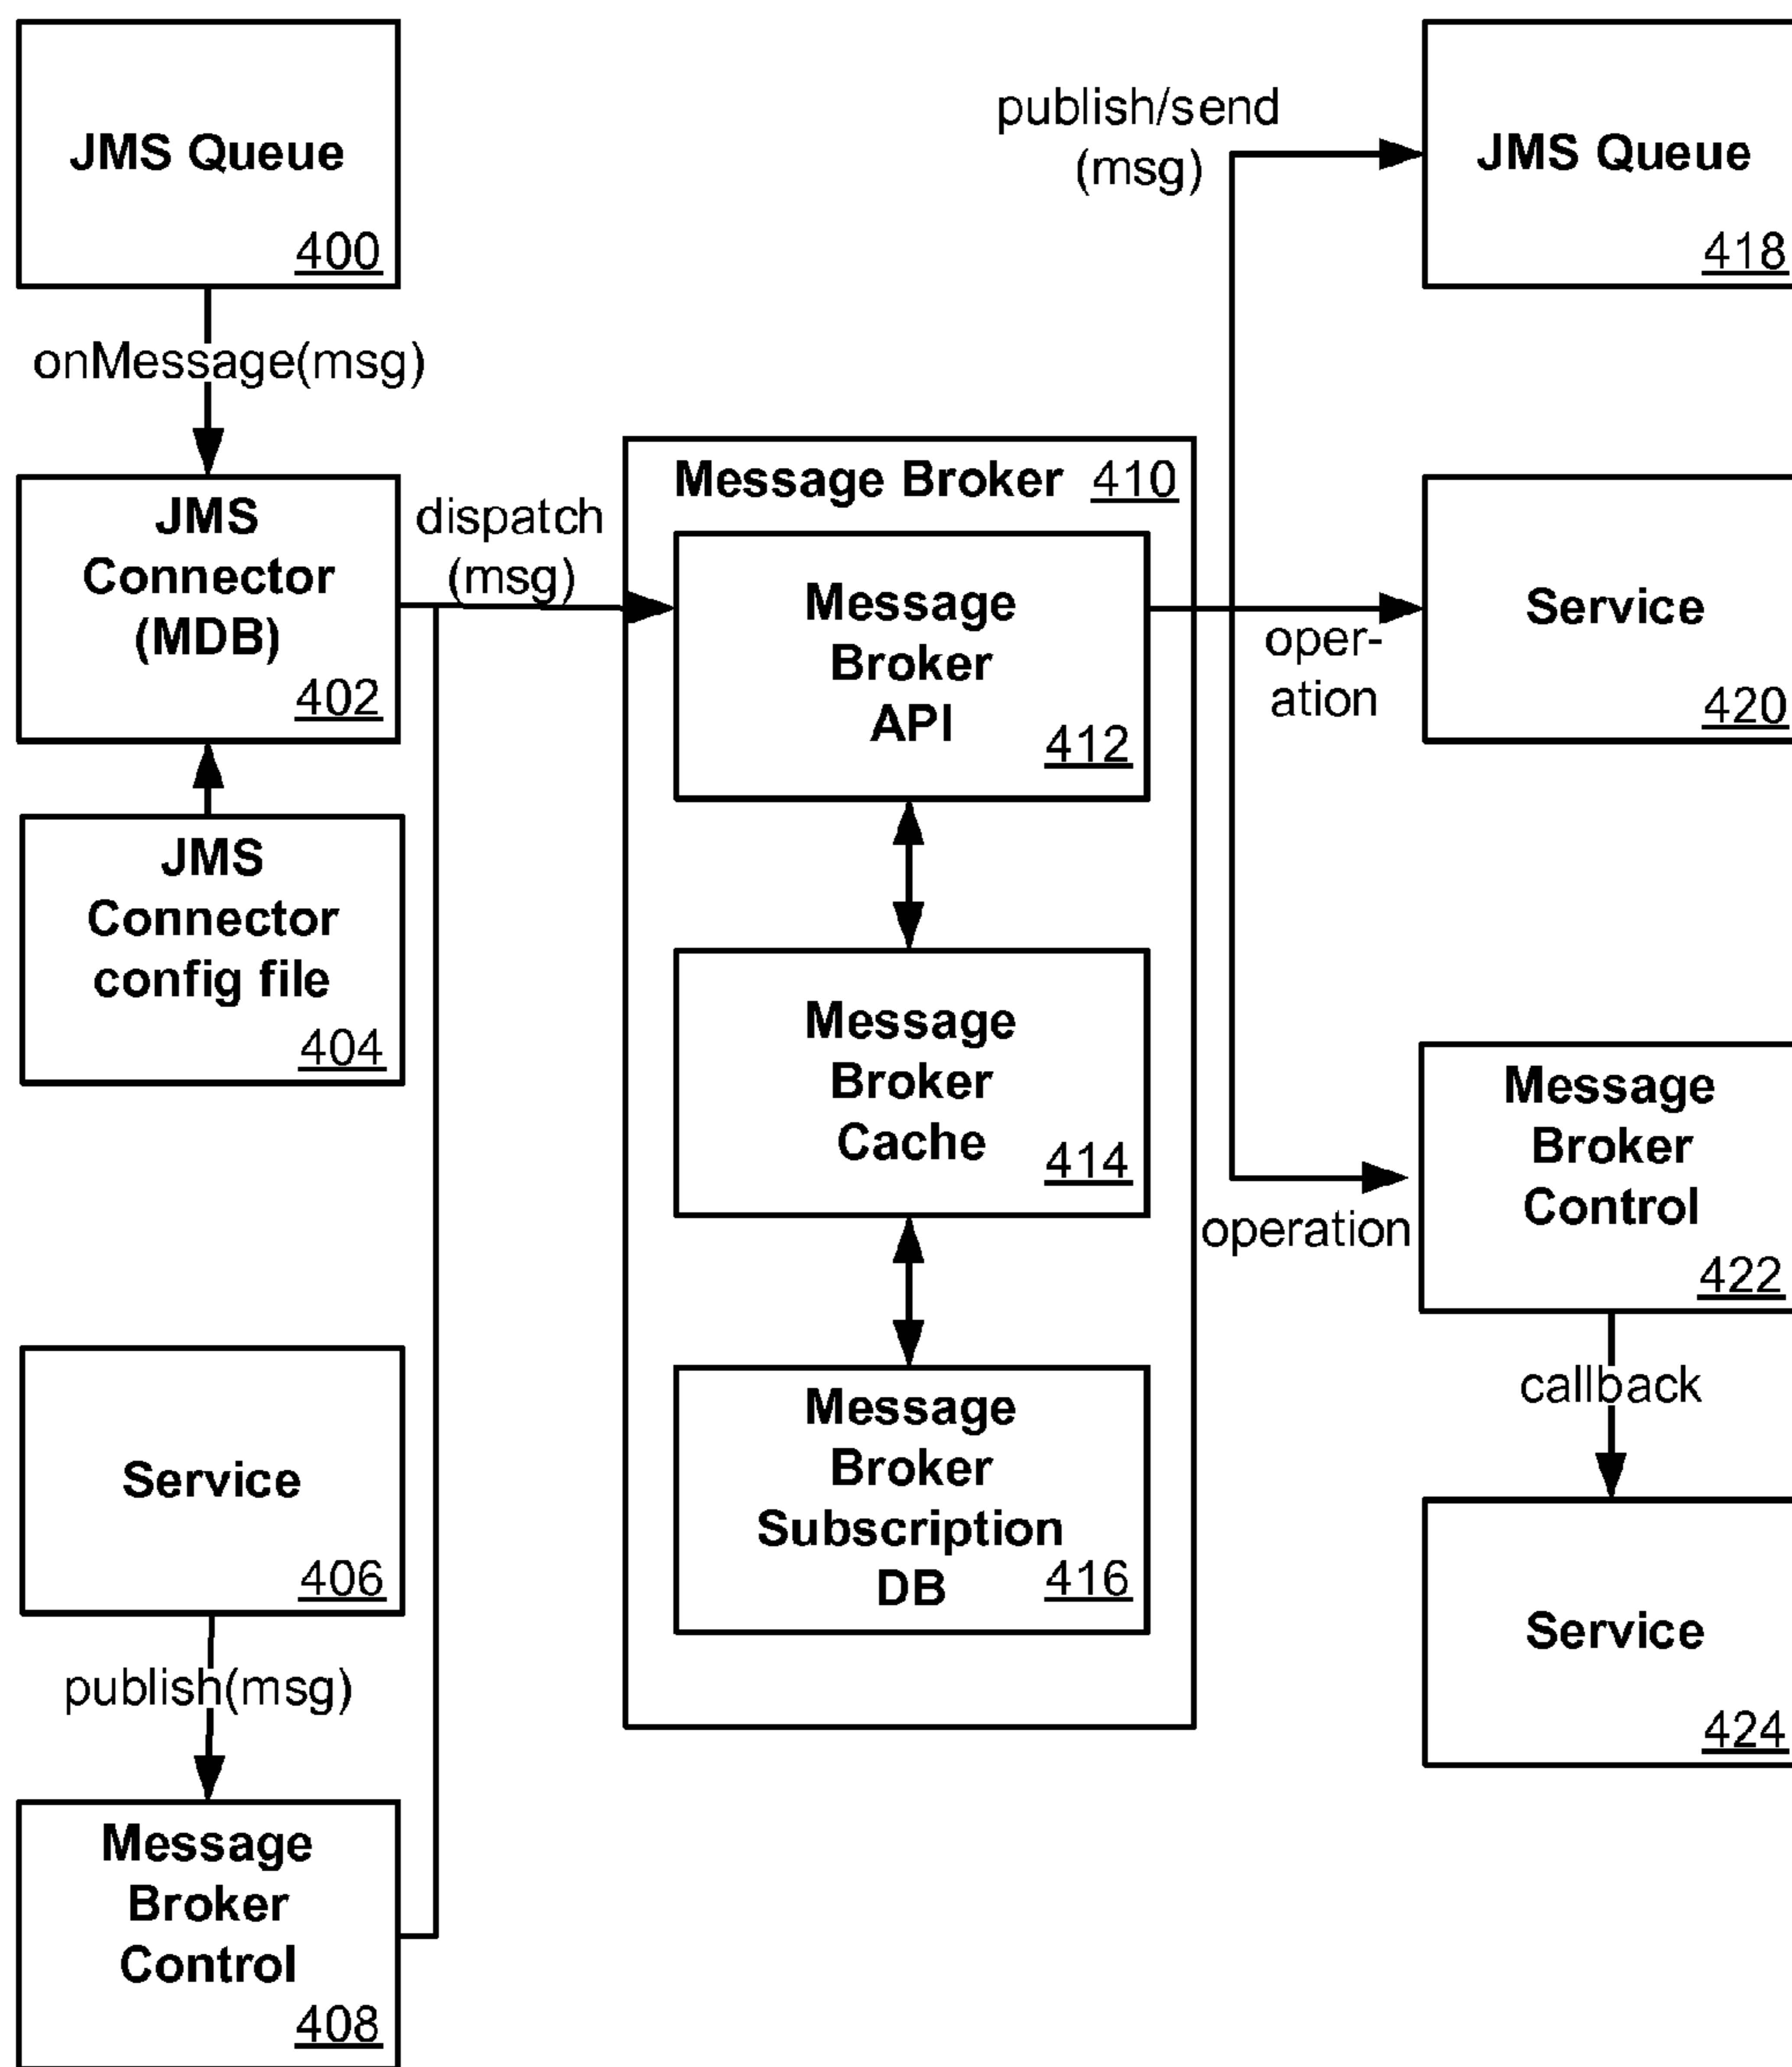 JMS Queue
400
onMessage(msg)
JMS
Connector
(MDB)
402
JMS
Connector
config file
404
Service
406
publish(msg)
Message
Broker
Control
408
dispatch
(msg)
Message Broker 410
Message
Broker
API
412
Message
Broker
Cache
414
Message
Broker
Subscription
DB
416
publish/send
(msg)
JMS Queue
418
oper-
ation
Service
420
operation
Message
Broker
Control
422
callback
Service
424